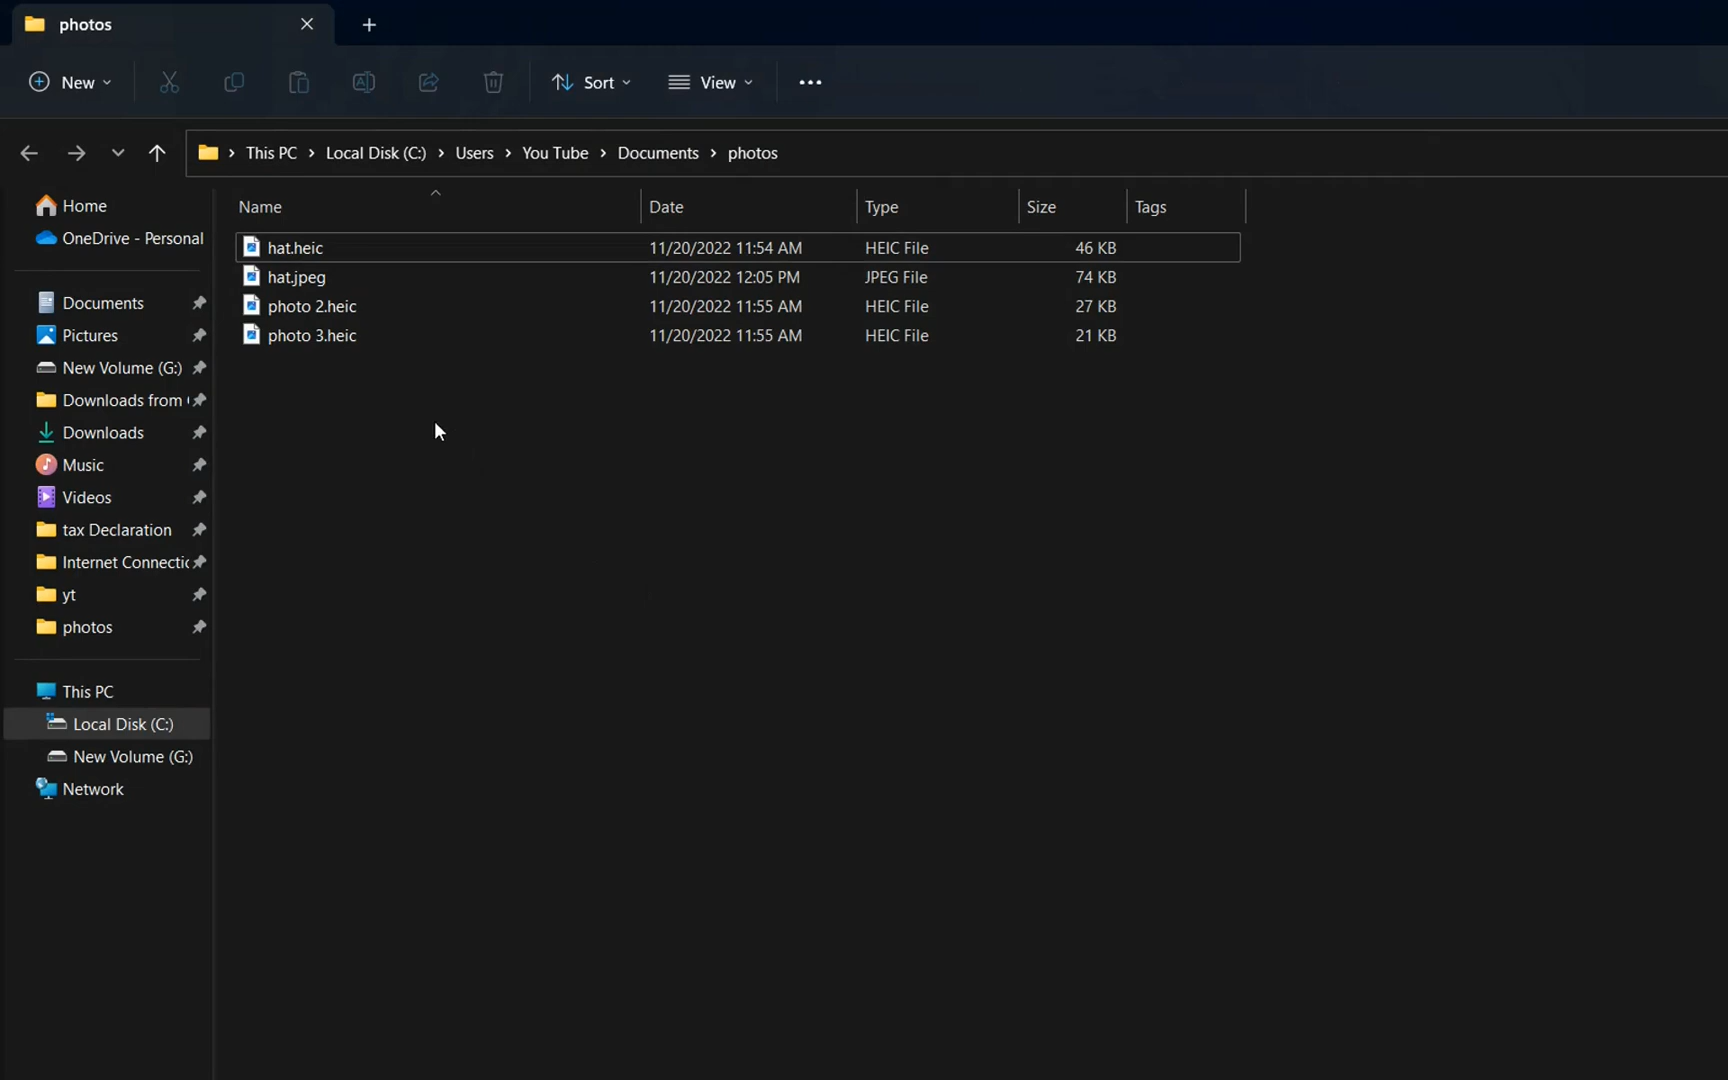 photos
New
Sort
View
This PC > Local Disk (C:) > Users > You Tube > Documents > photos
Home
OneDrive - Personal
Documents
Pictures
New Volume (G:)
Downloads from
Downloads
Music
Videos
tax Declaration
Internet Connectic
yt
photos
This PC
Local Disk (C:)
New Volume (G:)
Network
Name Date Type Size Tags
hat.heic 11/20/2022 11:54 AM HEIC File 46 KB
hat.jpeg 11/20/2022 12:05 PM JPEG File 74 KB
photo 2.heic 11/20/2022 11:55 AM HEIC File 27 KB
photo 3.heic 11/20/2022 11:55 AM HEIC File 21 KB